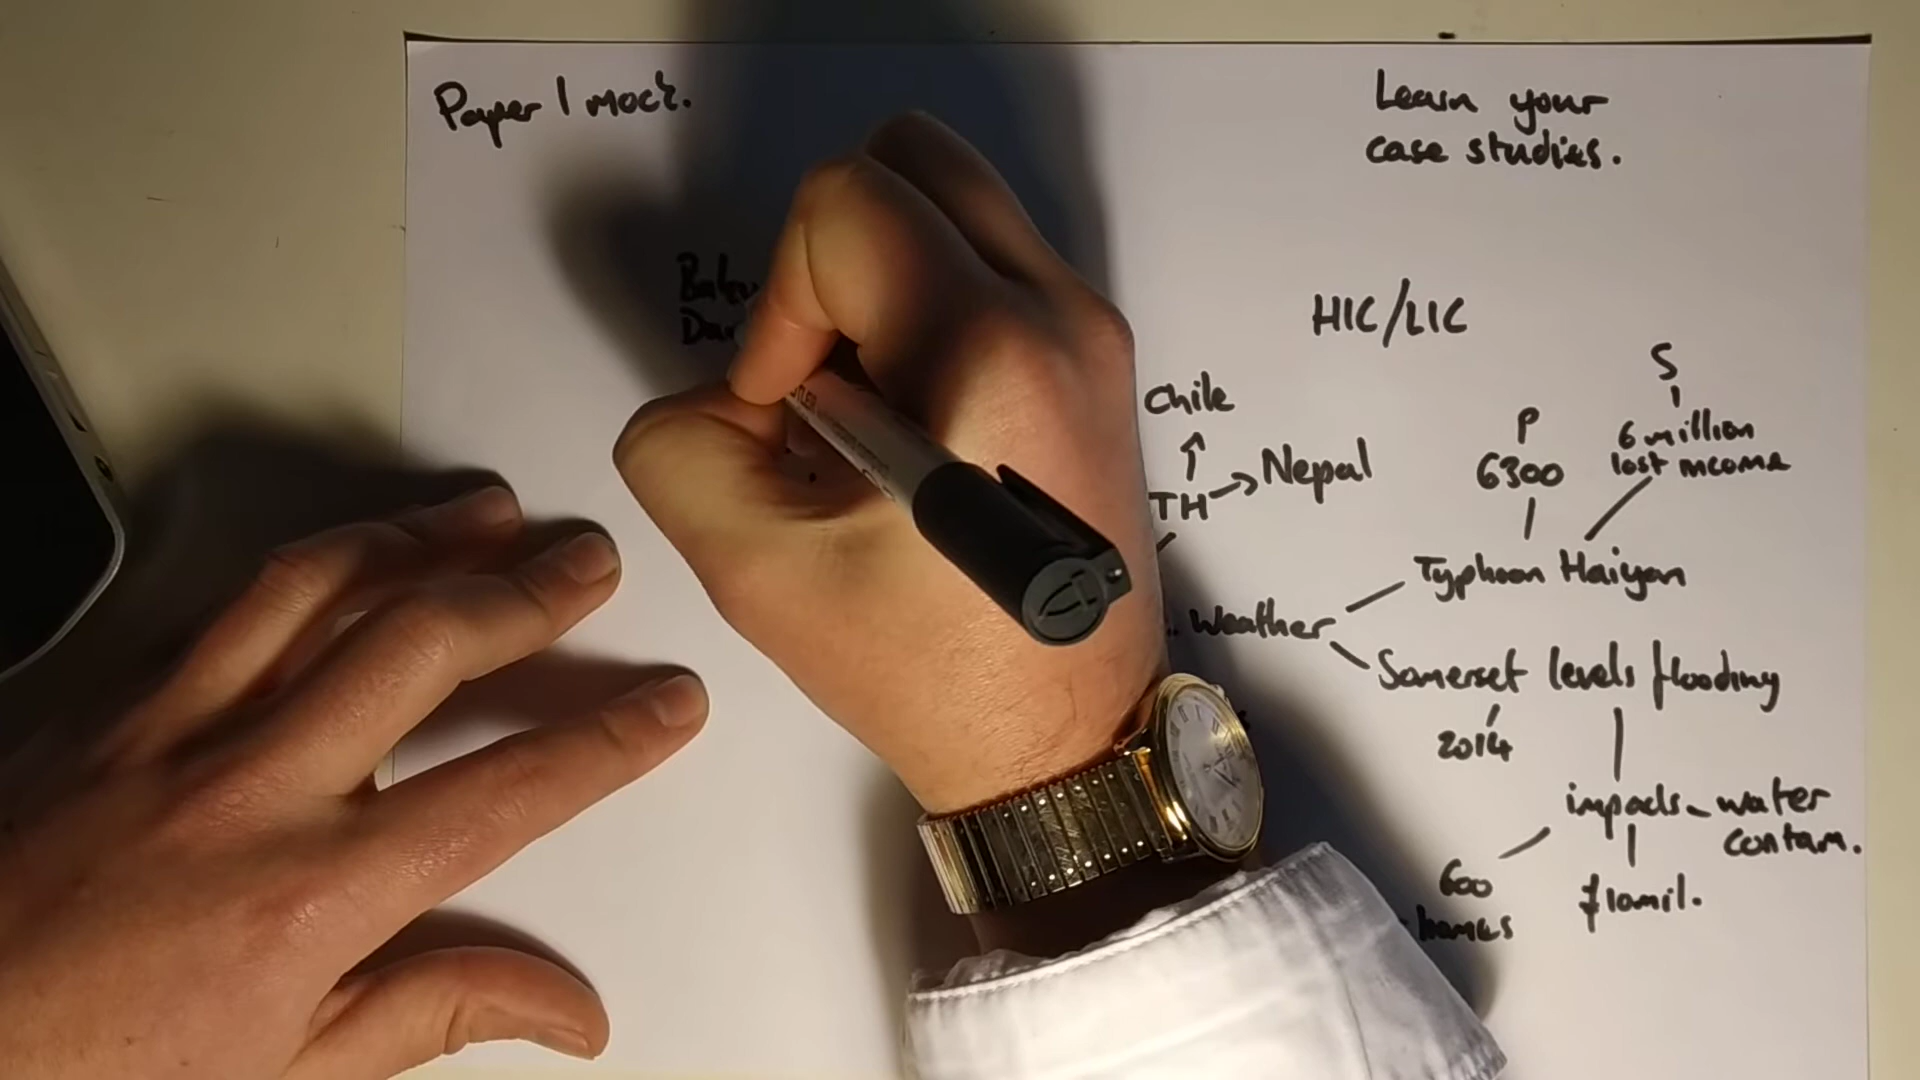 Paper 1 mock.
Learn your
case studies.
HIC/LIC
Chile
Nepal
TH
P
6300
S
6 million
lost income
Typhoon Haiyan
Weather
Somerset levels flooding
2014
impacts - water
contam.
600
homes
£10mil.